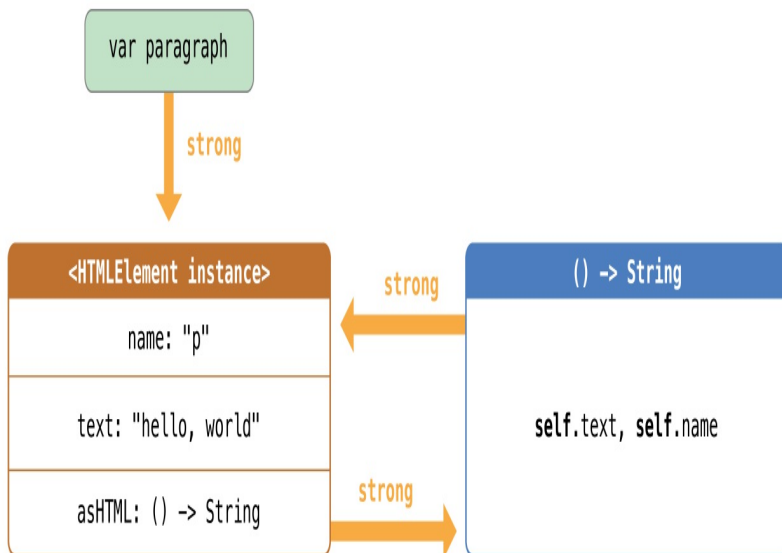 var paragraph
strong
<HTMLElement instance>
() -> String
strong
name: "p"
text: "hello, world"
self.text, self.name
strong
asHTML: () -> String